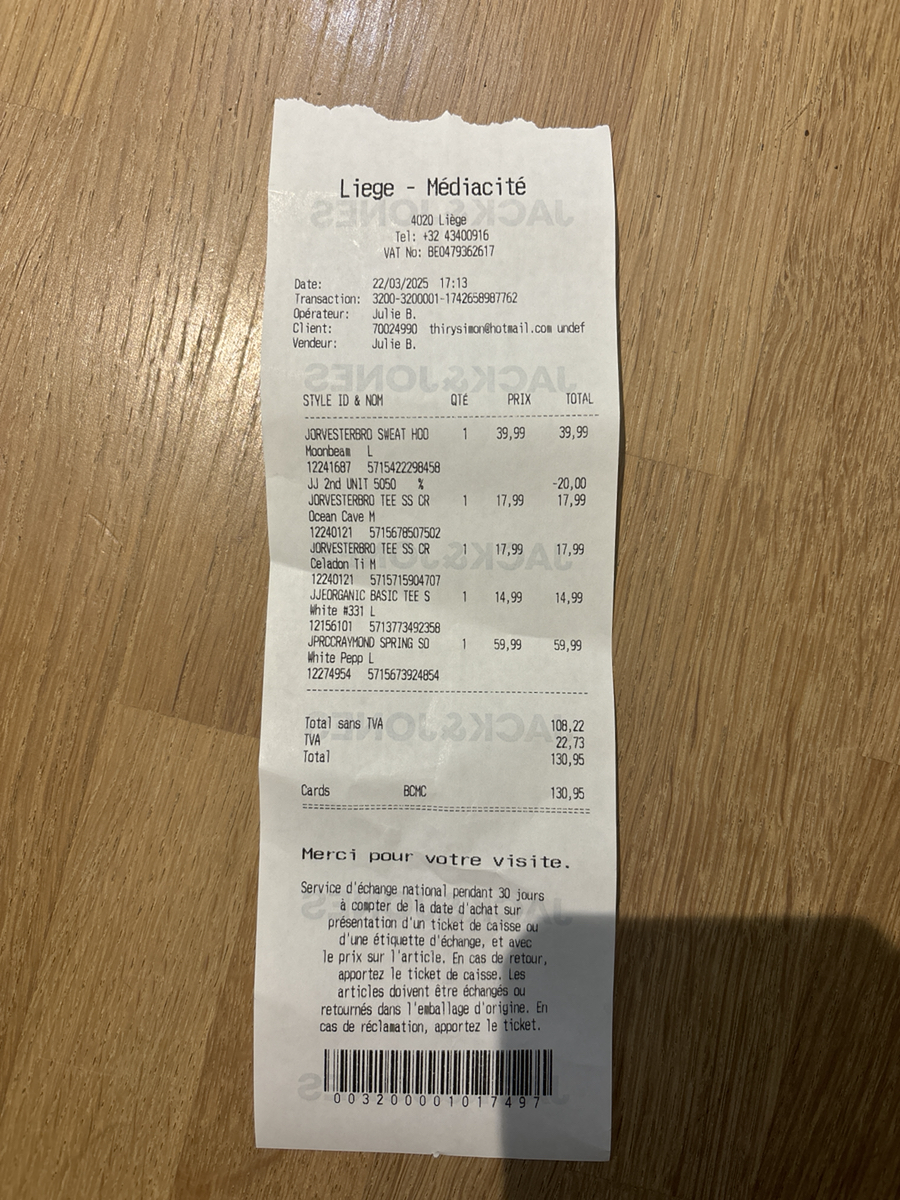 Liege - Médiacité
4020 Liège
Tel: +32 43400916
VAT No: BE0479362617
Date: 22/03/2025 17:13
Transaction: 3200-3200001-1742658987762
Opérateur: Julie B.
Client: 70024990 thirysimon@hotmail.com undef
Vendeur: Julie B.
STYLE ID & NOM QTÉ PRIX TOTAL
JORVESTERBRO SWEAT HOO 1 39,99 39,99
Moonbeam L
12241687 5715422298458
JJ 2nd UNIT 5050 % -20,00
JORVESTERBRO TEE SS CR 1 17,99 17,99
Ocean Cave M
12240121 5715678507502
JORVESTERBRO TEE SS CR 1 17,99 17,99
Celadon Ti M
12240121 5715715904707
JJEORGANIC BASIC TEE S 1 14,99 14,99
White #331 L
12156101 5713773492358
JPRCCRAYMOND SPRING SO 1 59,99 59,99
White Pepp L
12274954 5715673924854
Total sans TVA 108,22
TVA 22,73
Total 130,95
Cards BCMC 130,95
Merci pour votre visite.
Service d'échange national pendant 30 jours
à compter de la date d'achat sur
présentation d'un ticket de caisse ou
d'une étiquette d'échange, et avec
le prix sur l'article. En cas de retour,
apportez le ticket de caisse. Les
articles doivent être échangés ou
retournés dans l'emballage d'origine. En
cas de réclamation, apportez le ticket.
003200001017497
JACK&JONES
JACK&JONES
JACK&JONES
JACK&JONES